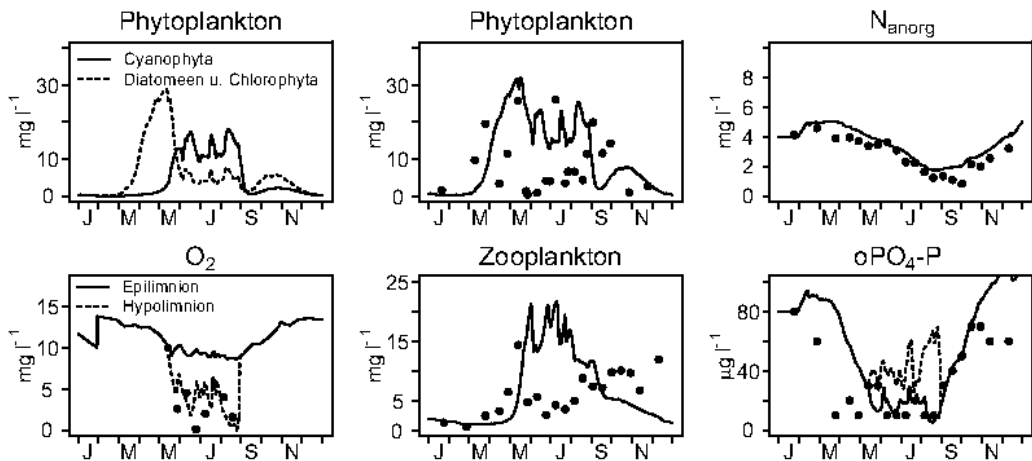 Phytoplankton
mg l⁻¹
30
20
10
0
Cyanophyta
Diatomeen u. Chlorophyta
J M M J S N
Phytoplankton
mg l⁻¹
30
20
10
0
J M M J S N
N_anorg
mg l⁻¹
8
6
4
2
0
J M M J S N
O₂
mg l⁻¹
15
10
5
0
Epilimnion
Hypolimnion
J M M J S N
Zooplankton
mg l⁻¹
25
15
5
0
J M M J S N
oPO₄-P
µg l⁻¹
80
40
0
J M M J S N